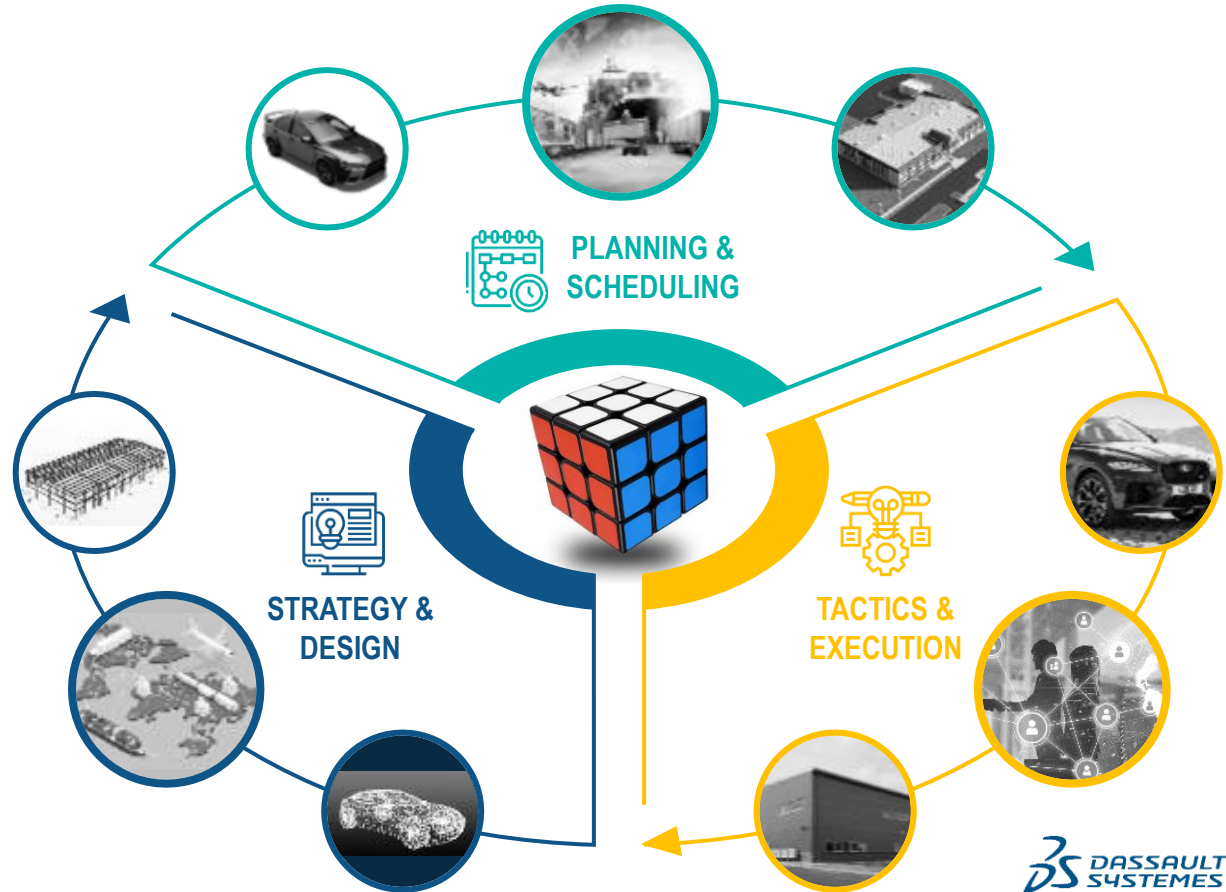 PLANNING &
SCHEDULING
STRATEGY &
DESIGN
TACTICS &
EXECUTION
DASSAULT
SYSTEMES